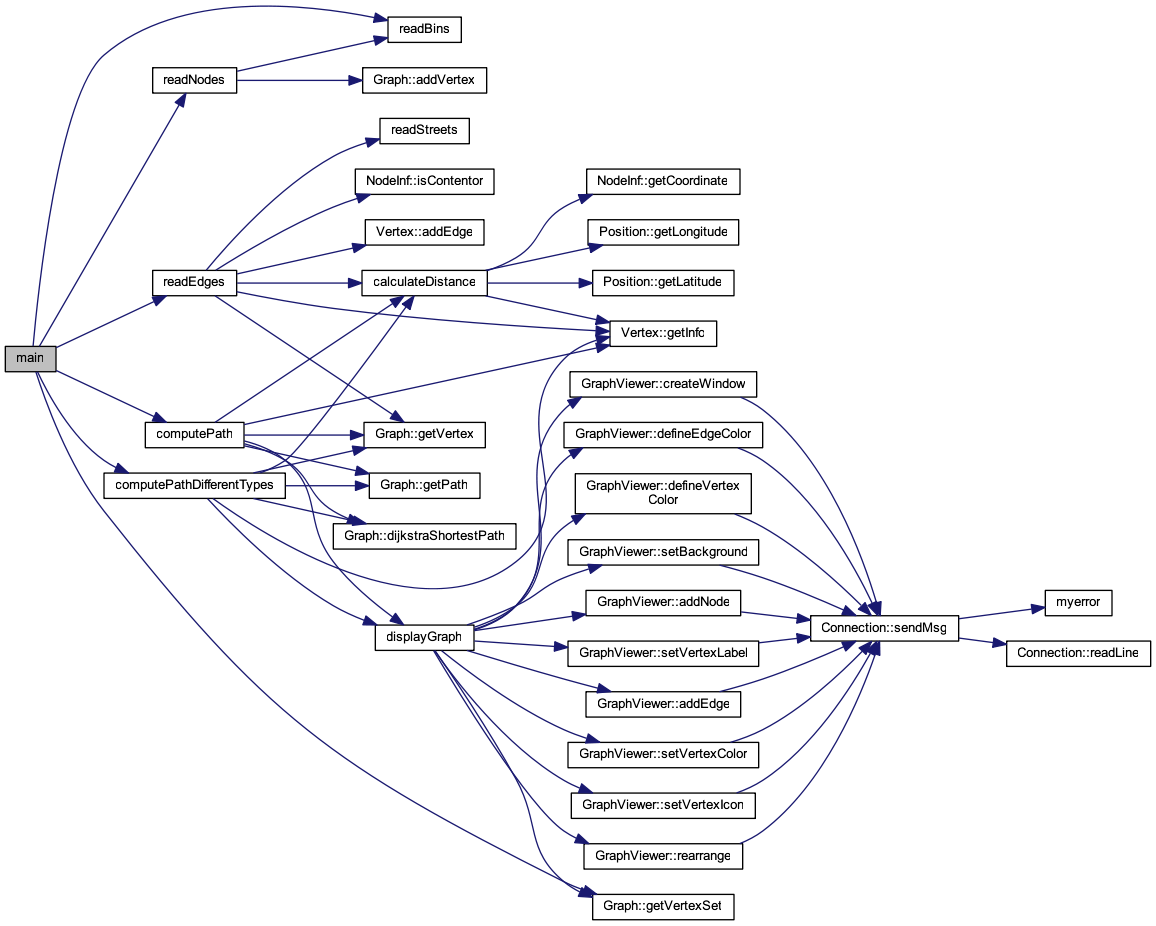 readBins
readNodes
Graph::addVertex
readStreets
NodeInf::isContentor
NodeInf::getCoordinate
Vertex::addEdge
Position::getLongitude
readEdges
calculateDistance
Position::getLatitude
Vertex::getInfo
main
GraphViewer::createWindow
computePath
Graph::getVertex
GraphViewer::defineEdgeColor
computePathDifferentTypes
Graph::getPath
GraphViewer::defineVertex
Color
Graph::dijkstraShortestPath
GraphViewer::setBackground
GraphViewer::addNode
myerror
displayGraph
Connection::sendMsg
GraphViewer::setVertexLabel
Connection::readLine
GraphViewer::addEdge
GraphViewer::setVertexColor
GraphViewer::setVertexIcon
GraphViewer::rearrange
Graph::getVertexSet